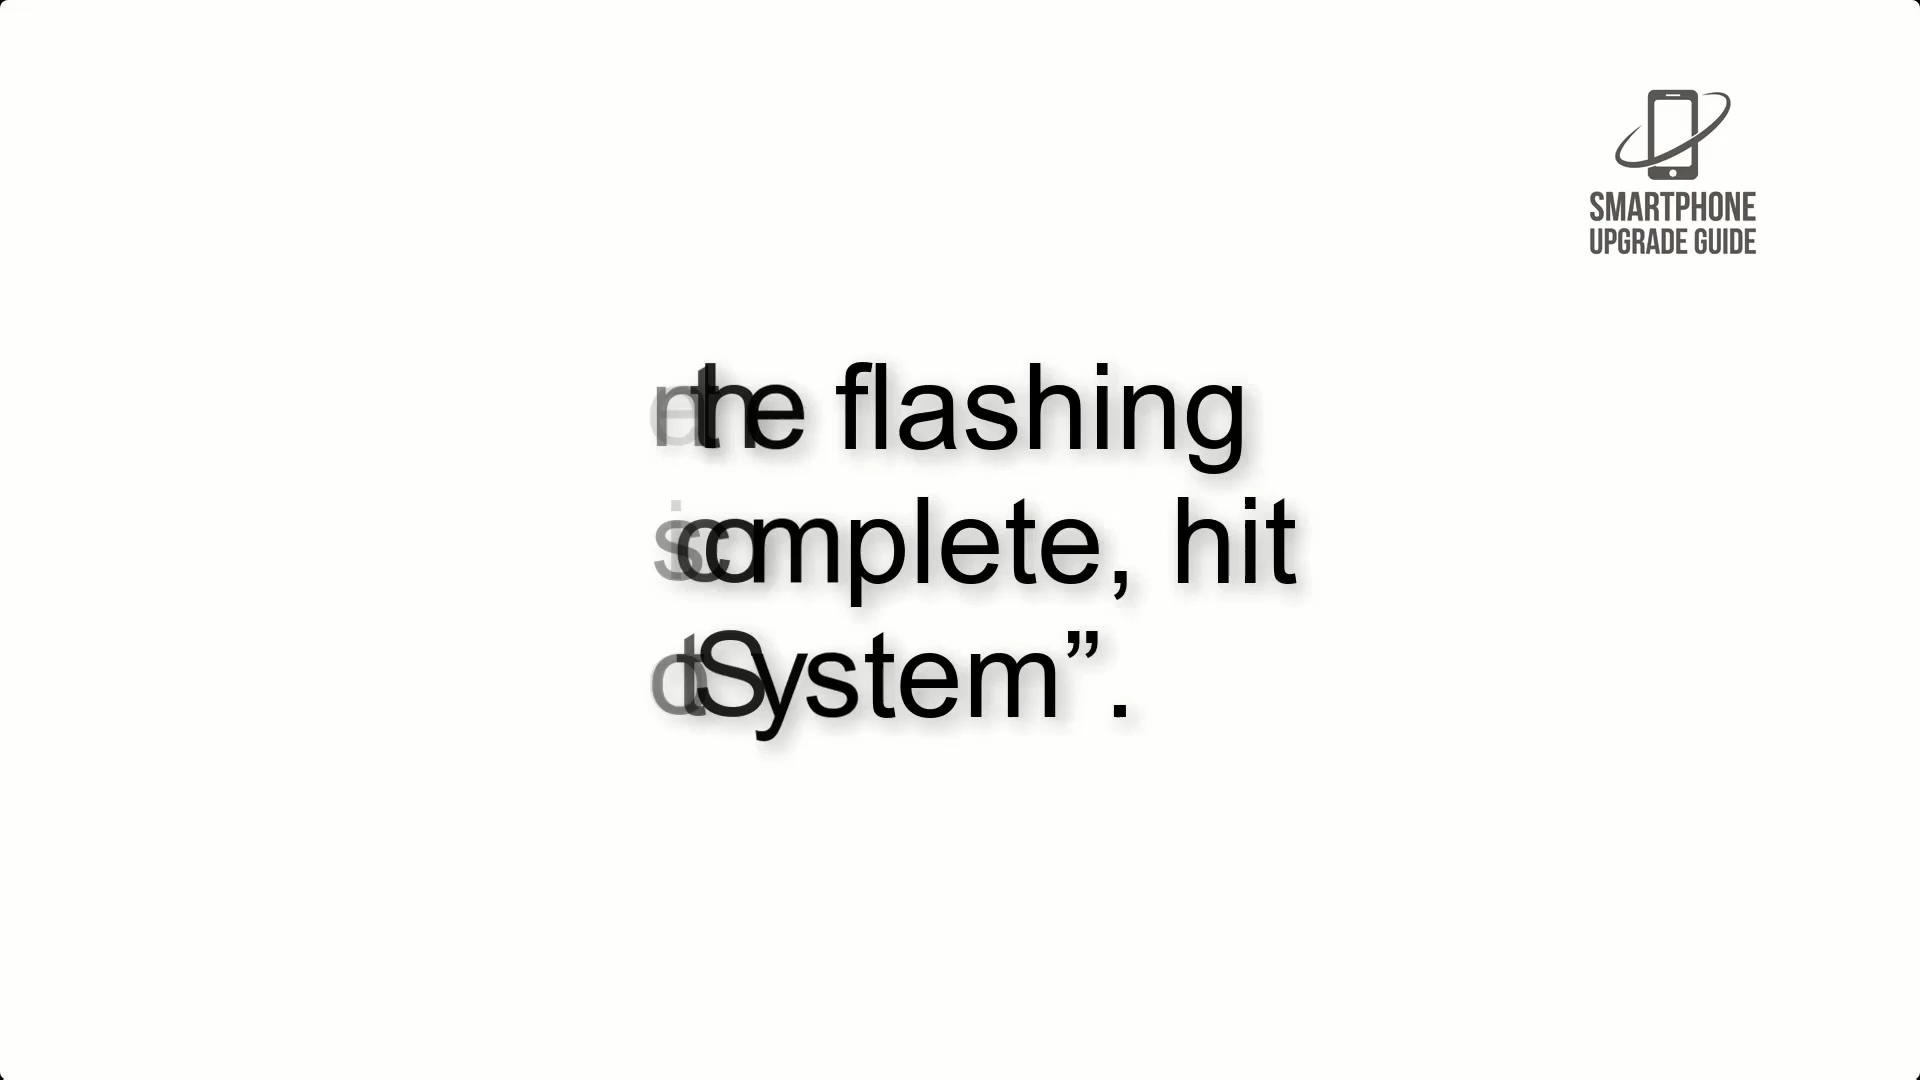 SMARTPHONE
UPGRADE GUIDE
the flashing
complete, hit
System”.